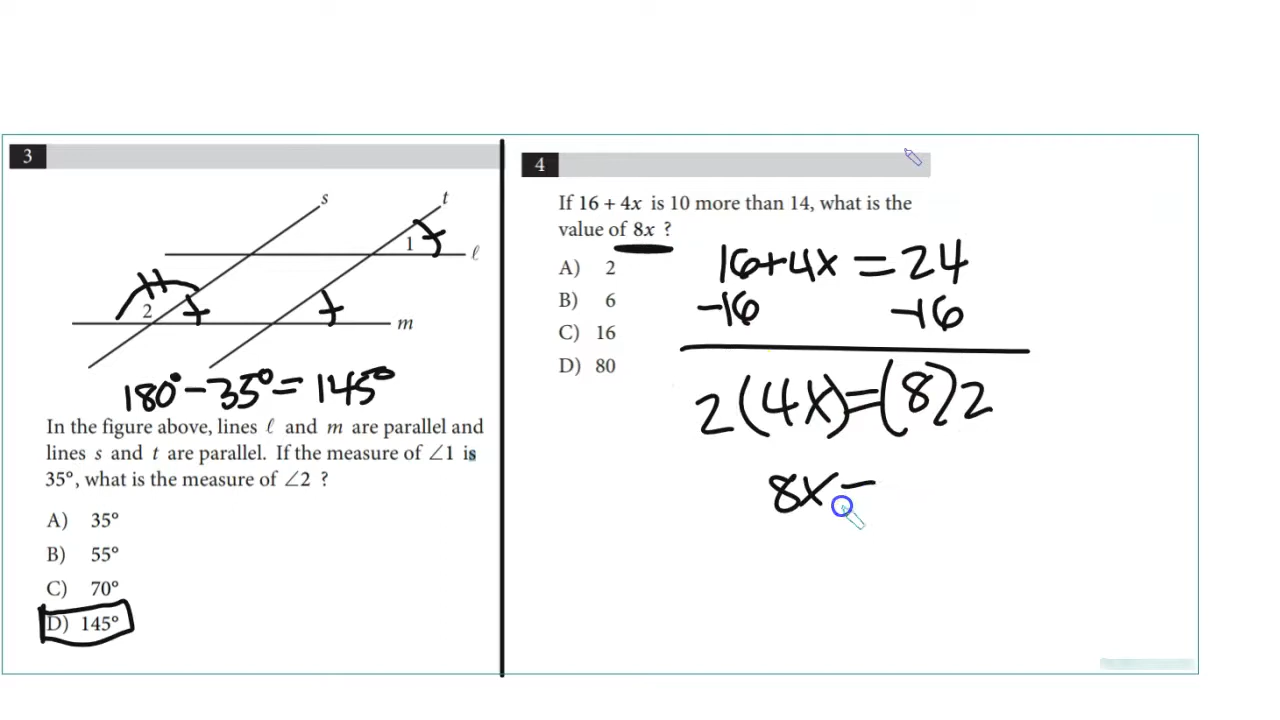 3
s
t
1
ℓ
2
m
180° - 35° = 145°
In the figure above, lines ℓ and m are parallel and
lines s and t are parallel. If the measure of ∠1 is
35°, what is the measure of ∠2 ?
A) 35°
B) 55°
C) 70°
D) 145°
4
If 16 + 4x is 10 more than 14, what is the
value of 8x ?
A) 2
B) 6
C) 16
D) 80
16+4x = 24
-16 -16
2(4x)=(8)2
8x=